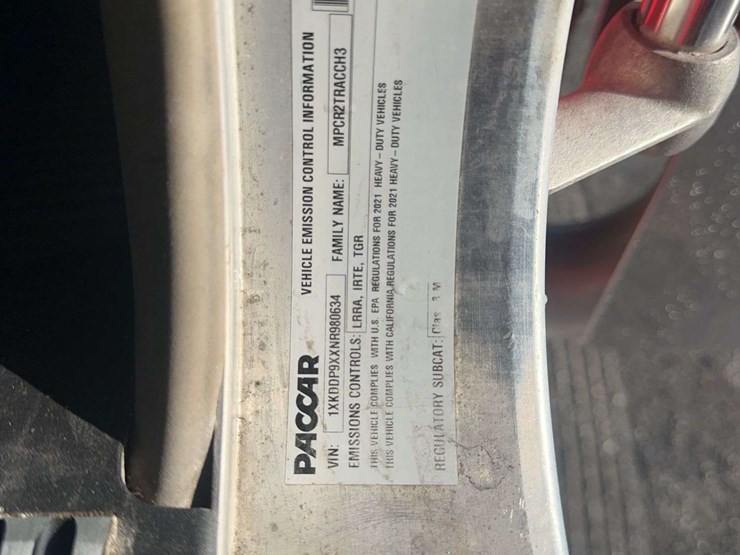 PACCAR VEHICLE EMISSION CONTROL INFORMATION
VIN: 1XKDDP9XXNR980634 FAMILY NAME: MPCR2TRACCH3
EMISSIONS CONTROLS: LRRA, IRTE, TGR
THIS VEHICLE COMPLIES WITH U.S. EPA REGULATIONS FOR 2021 HEAVY-DUTY VEHICLES
THIS VEHICLE COMPLIES WITH CALIFORNIA REGULATIONS FOR 2021 HEAVY-DUTY VEHICLES
REGULATORY SUBCAT: